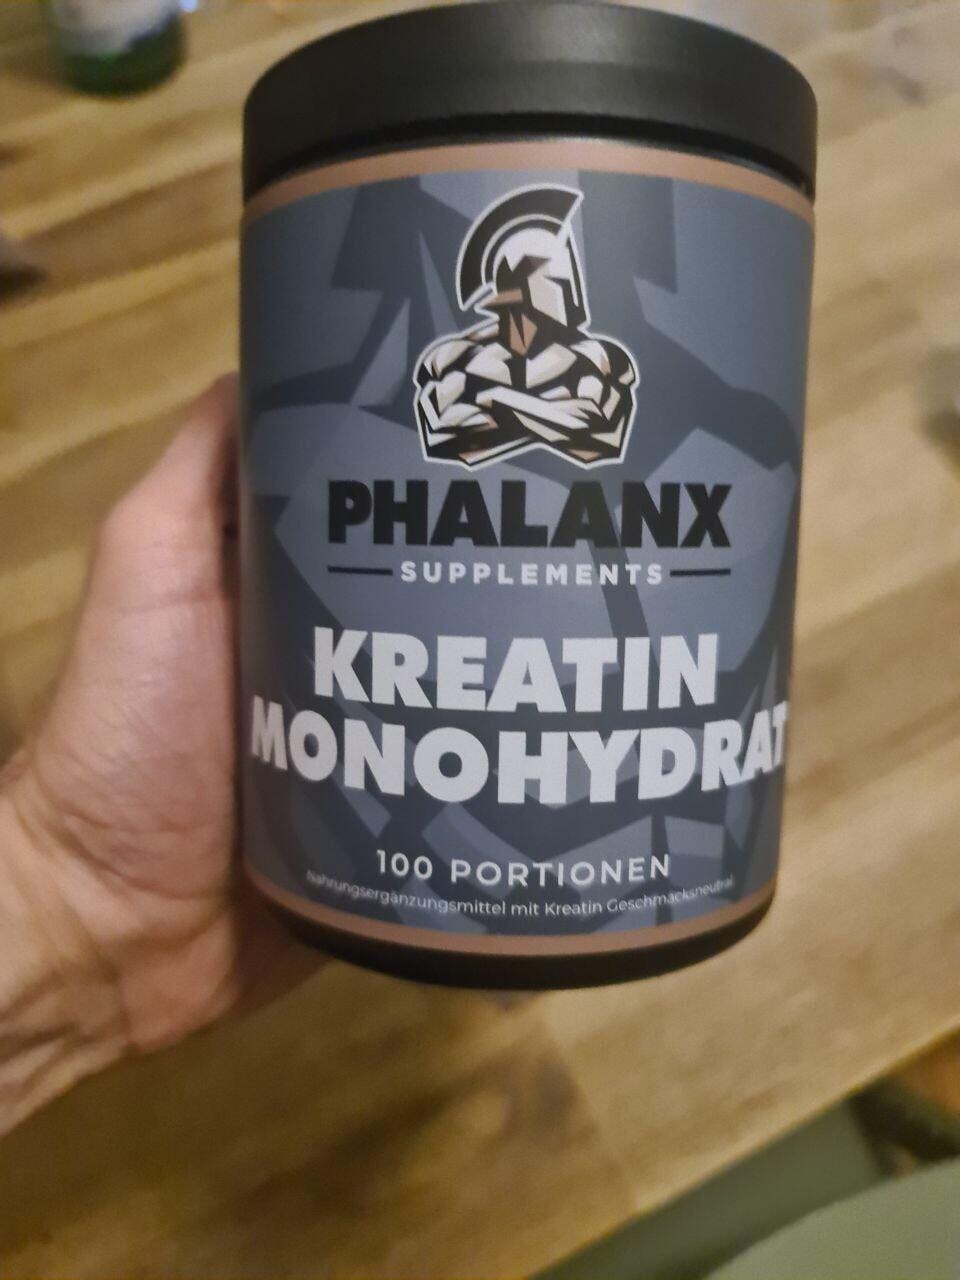 PHALANX
SUPPLEMENTS
KREATIN
MONOHYDRAT
100 PORTIONEN
Nahrungsergänzungsmittel mit Kreatin Geschmacksneutral